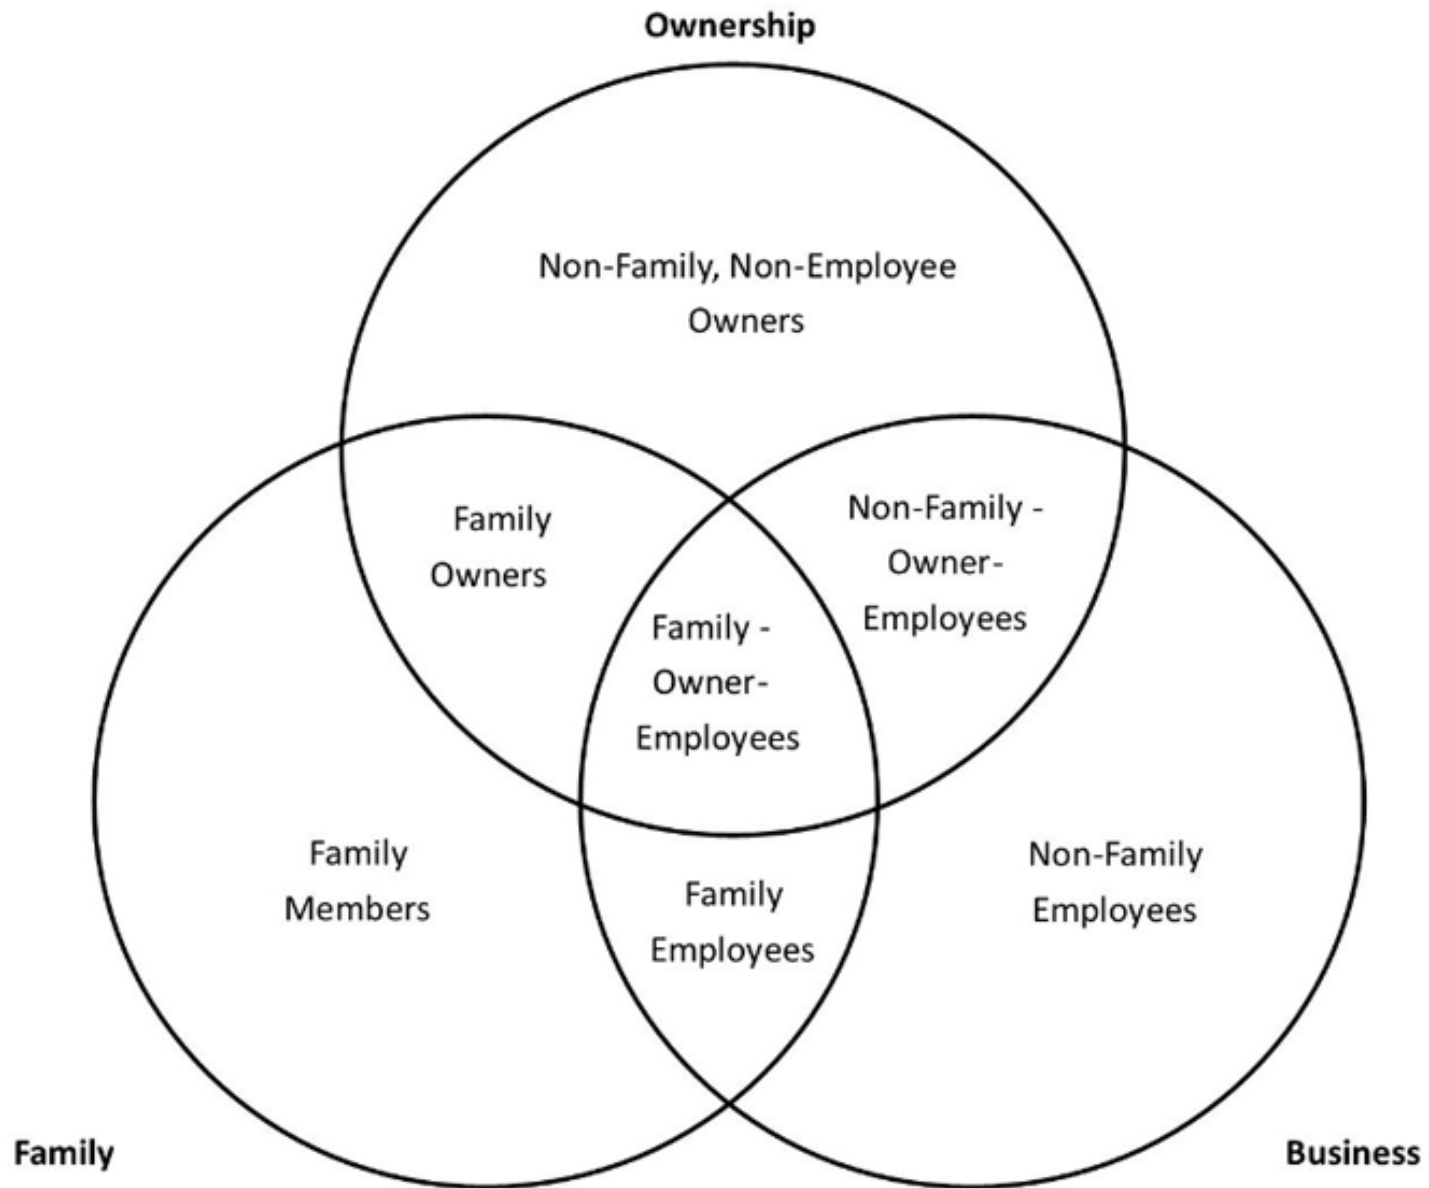 Ownership
Non-Family, Non-Employee
Owners
Family
Owners
Non-Family -
Owner-
Employees
Family -
Owner-
Employees
Family
Members
Family
Employees
Non-Family
Employees
Family
Business